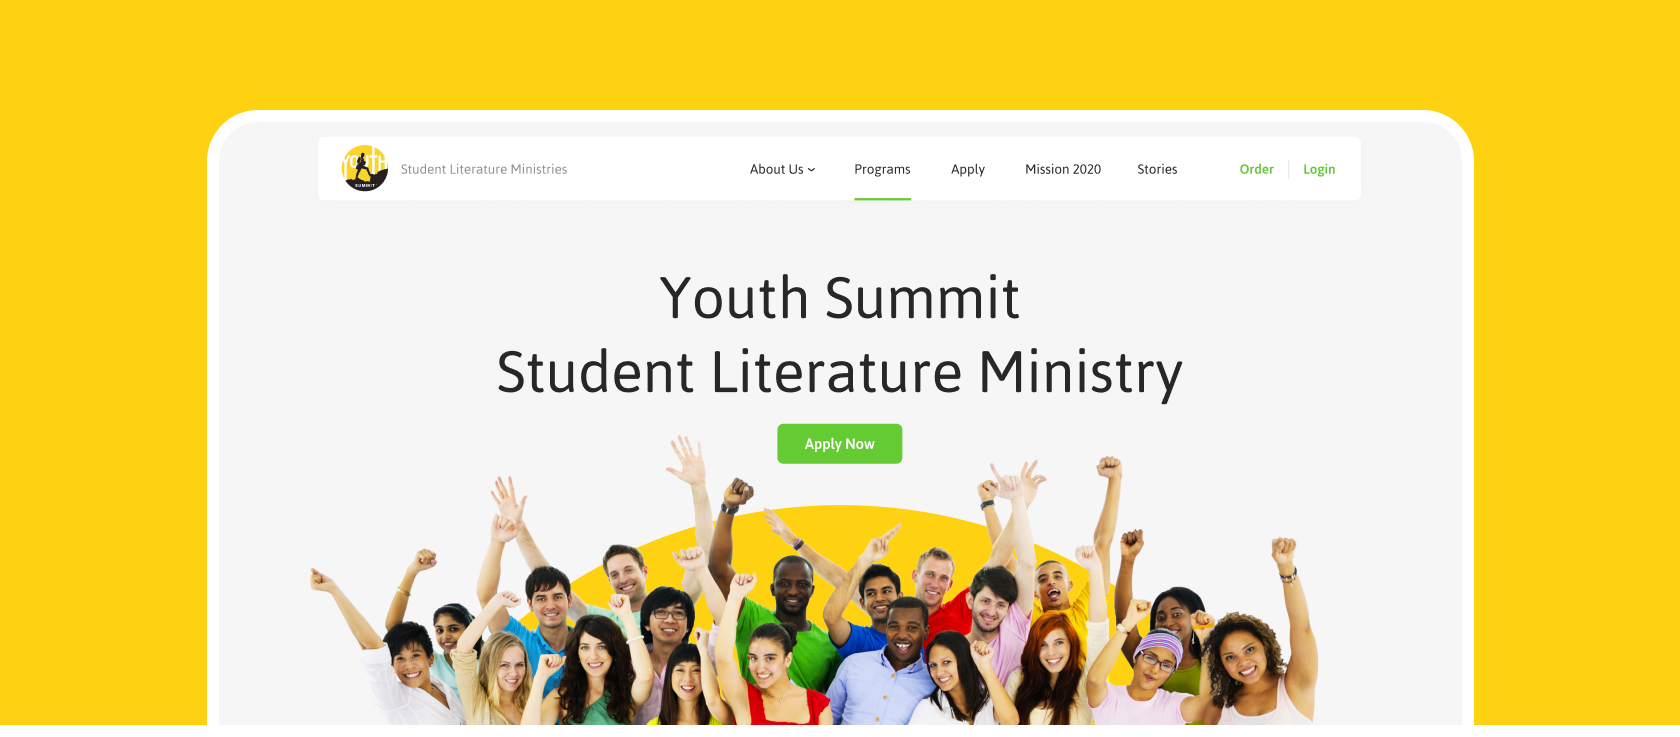 YOUTH
SUMMIT
Student Literature Ministries
About Us
Programs
Apply
Mission 2020
Stories
Order
Login
Youth Summit
Student Literature Ministry
Apply Now